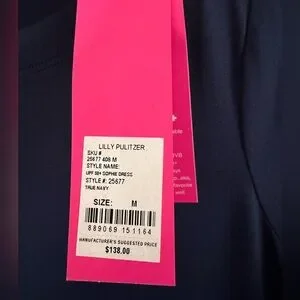 LILLY PULITZER
SKU #
25677 408 M
STYLE NAME:
UPF 50+ SOPHIE DRESS
STYLE #: 25677
TRUE NAVY
SIZE: M
889069 151164
MANUFACTURER'S SUGGESTED PRICE
$138.00